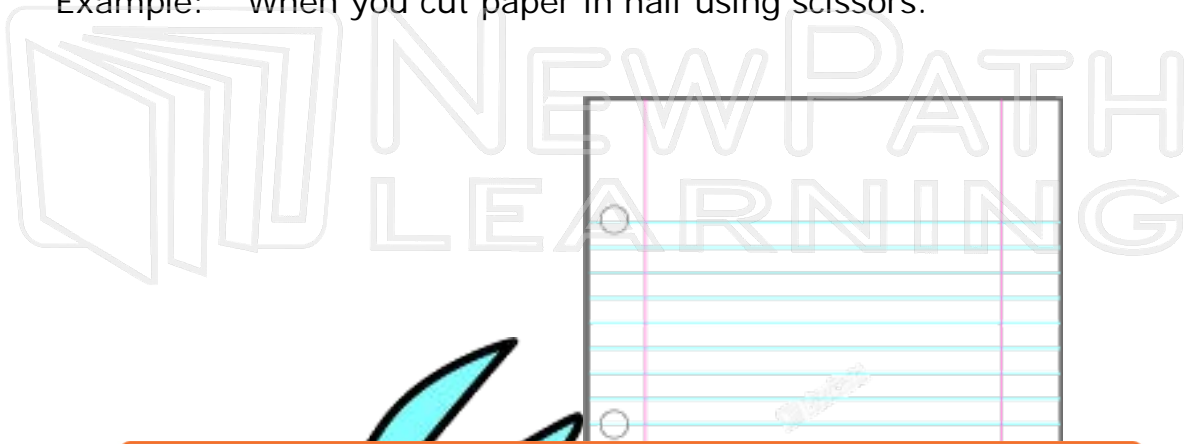 Example: When you cut paper in half using scissors.
NEWPATH
LEARNING